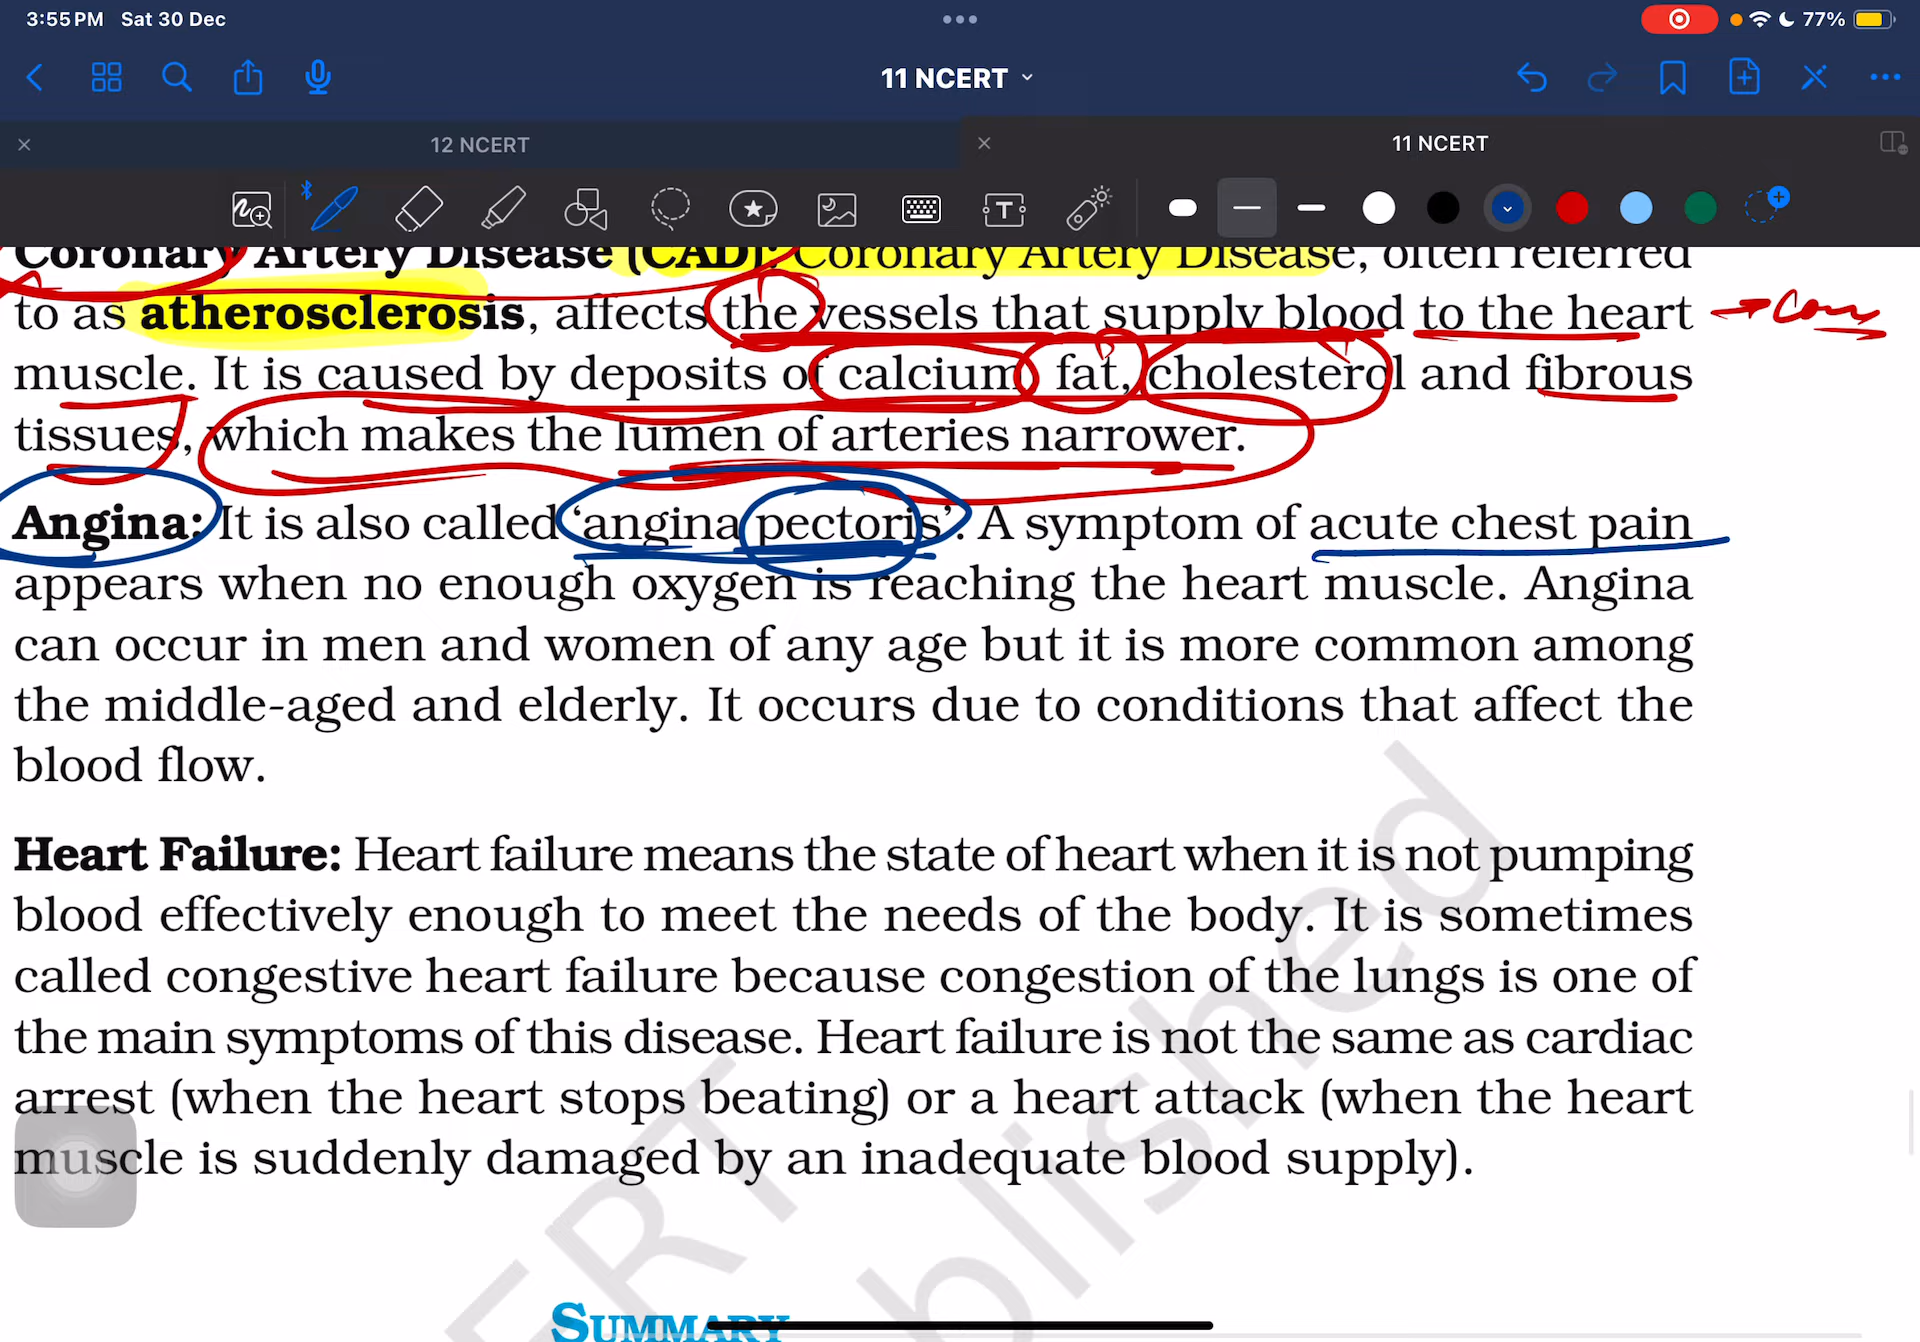 3:55 PM Sat 30 Dec
77%
11 NCERT
12 NCERT
11 NCERT
Coronary Artery Disease (CAD): Coronary Artery Disease, often referred
to as atherosclerosis, affects the vessels that supply blood to the heart
muscle. It is caused by deposits of calcium, fat, cholesterol and fibrous
tissues, which makes the lumen of arteries narrower.
Angina: It is also called ‘angina pectoris’. A symptom of acute chest pain
appears when no enough oxygen is reaching the heart muscle. Angina
can occur in men and women of any age but it is more common among
the middle-aged and elderly. It occurs due to conditions that affect the
blood flow.
Heart Failure: Heart failure means the state of heart when it is not pumping
blood effectively enough to meet the needs of the body. It is sometimes
called congestive heart failure because congestion of the lungs is one of
the main symptoms of this disease. Heart failure is not the same as cardiac
arrest (when the heart stops beating) or a heart attack (when the heart
muscle is suddenly damaged by an inadequate blood supply).
SUMMARY